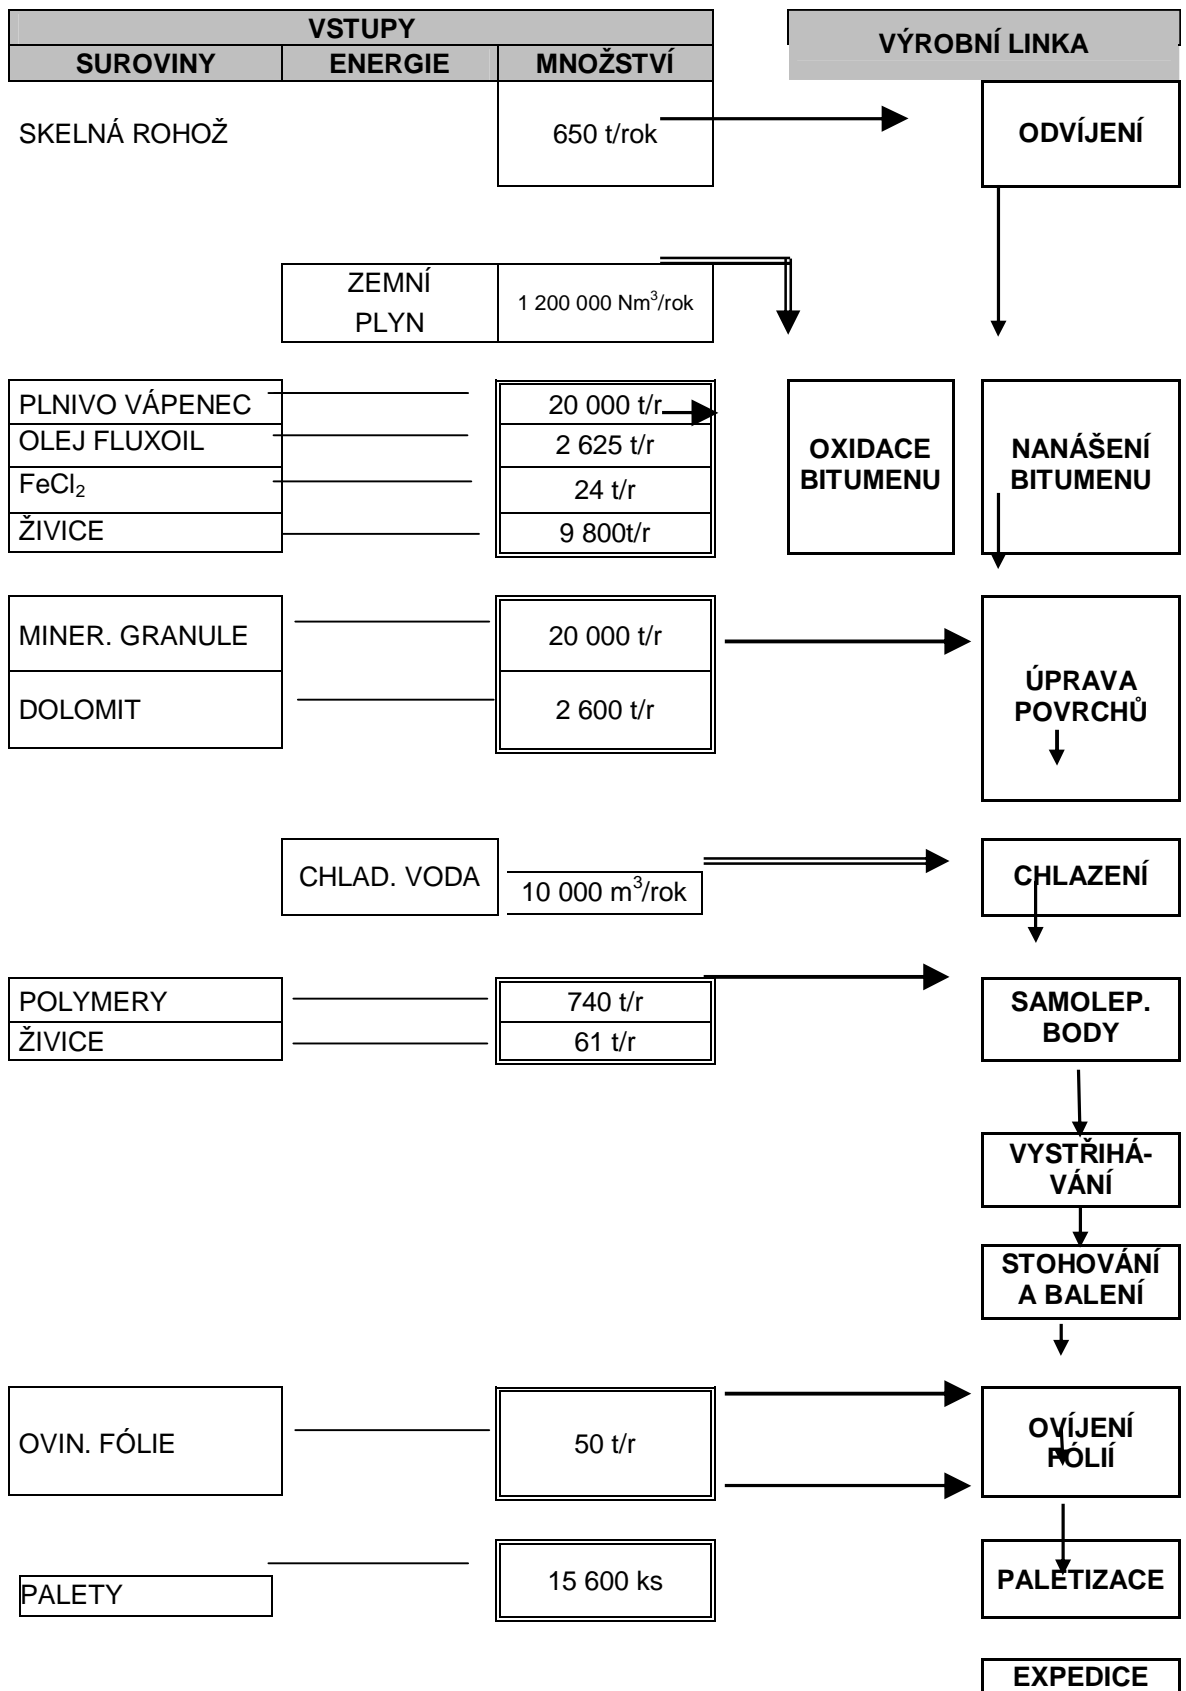 VSTUPY
VÝROBNÍ LINKA
SUROVINY ENERGIE MNOŽSTVÍ
SKELNÁ ROHOŽ 650 t/rok ODVÍJENÍ
ZEMNÍ
PLYN
1 200 000 Nm³/rok
PLNIVO VÁPENEC 20 000 t/r
OLEJ FLUXOIL 2 625 t/r
FeCl₂ 24 t/r
ŽIVICE 9 800t/r
OXIDACE
BITUMENU
NANÁŠENÍ
BITUMENU
MINER. GRANULE 20 000 t/r
DOLOMIT 2 600 t/r
ÚPRAVA
POVRCHŮ
CHLAD. VODA 10 000 m³/rok CHLAZENÍ
POLYMERY 740 t/r
ŽIVICE 61 t/r
SAMOLEP.
BODY
VYSTŘIHÁ-
VÁNÍ
STOHOVÁNÍ
A BALENÍ
OVIN. FÓLIE 50 t/r
OVÍJENÍ
FÓLIÍ
PALETY 15 600 ks PALETIZACE
EXPEDICE